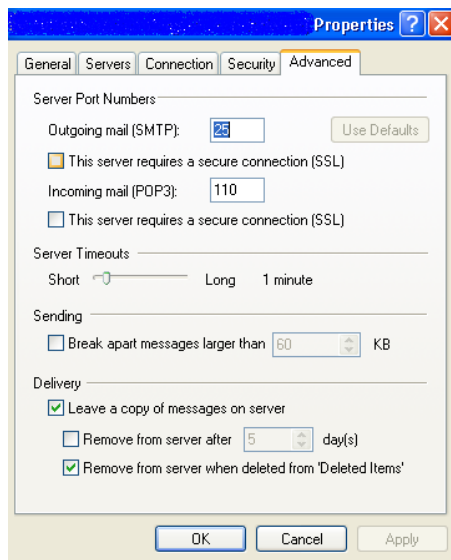 Properties
General Servers Connection Security Advanced
Server Port Numbers
Outgoing mail (SMTP): 25 Use Defaults
This server requires a secure connection (SSL)
Incoming mail (POP3): 110
This server requires a secure connection (SSL)
Server Timeouts
Short Long 1 minute
Sending
Break apart messages larger than 60 KB
Delivery
Leave a copy of messages on server
Remove from server after 5 day(s)
Remove from server when deleted from 'Deleted Items'
OK Cancel Apply